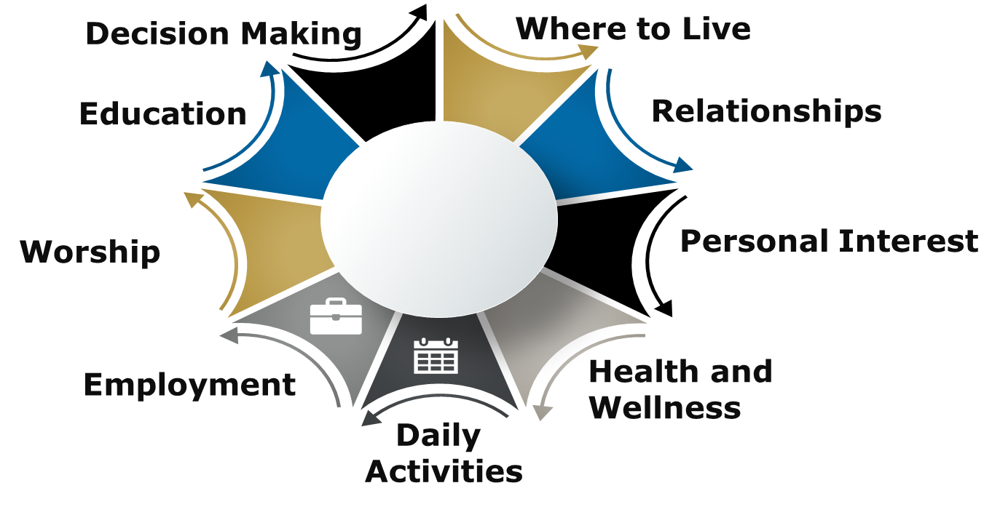 Decision Making
Where to Live
Education
Relationships
Worship
Personal Interest
Employment
Health and
Wellness
Daily
Activities